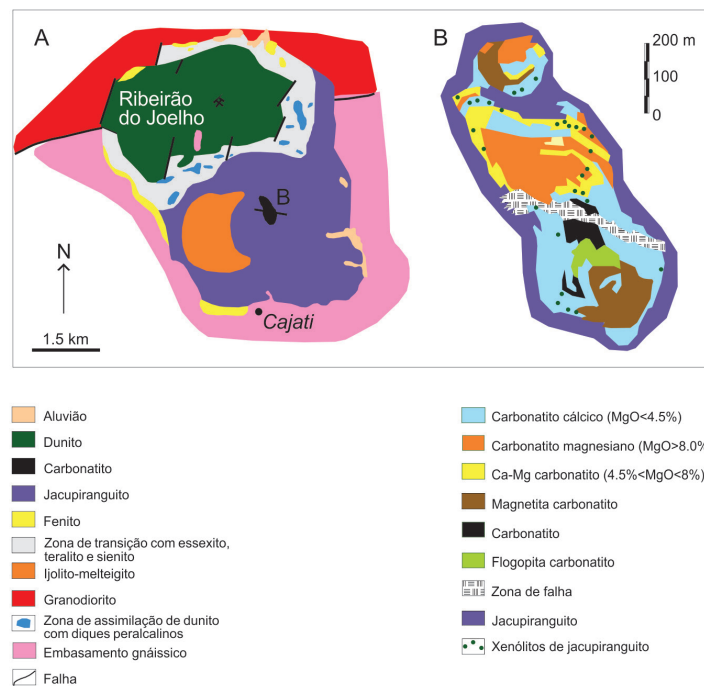 A
B
200 m
100
0
Ribeirão
do Joelho
B
N
Cajati
1.5 km
Aluvião
Dunito
Carbonatito
Jacupiranguito
Fenito
Zona de transição com essexito,
teralito e sienito
Ijolito-melteigito
Granodiorito
Zona de assimilação de dunito
com diques peralcalinos
Embasamento gnáissico
Falha
Carbonatito cálcico (MgO<4.5%)
Carbonatito magnesiano (MgO>8.0%
Ca-Mg carbonatito (4.5%<MgO<8%)
Magnetita carbonatito
Carbonatito
Flogopita carbonatito
Zona de falha
Jacupiranguito
Xenólitos de jacupiranguito